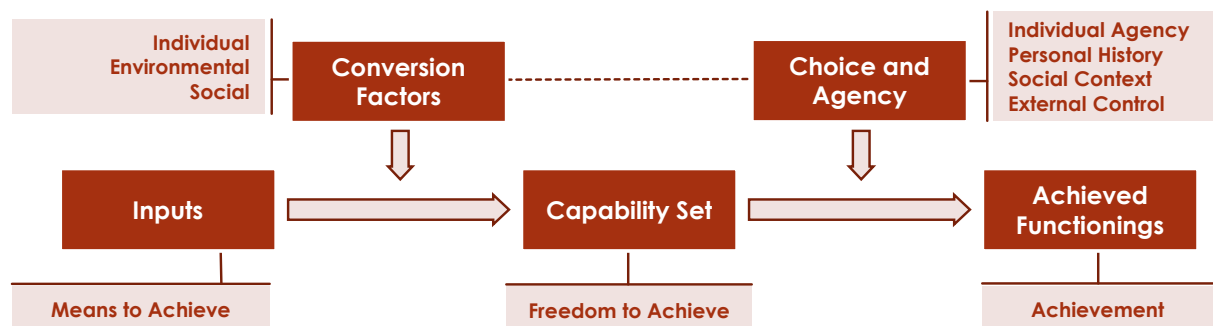 Individual
Environmental
Social
Conversion
Factors
Choice and
Agency
Individual Agency
Personal History
Social Context
External Control
Inputs
Capability Set
Achieved
Functionings
Means to Achieve
Freedom to Achieve
Achievement